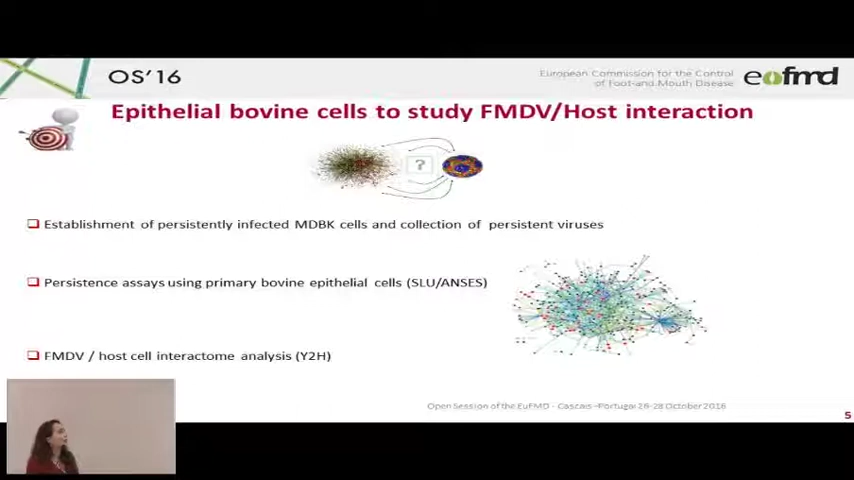 OS'16
European Commission for the Control
of Foot-and-Mouth Disease
eofmd
Epithelial bovine cells to study FMDV/Host interaction
?
Establishment of persistently infected MDBK cells and collection of persistent viruses
Persistence assays using primary bovine epithelial cells (SLU/ANSES)
FMDV / host cell interactome analysis (Y2H)
Open Session of the EuFMD - Cascais -Portugal 26-28 October 2016
5